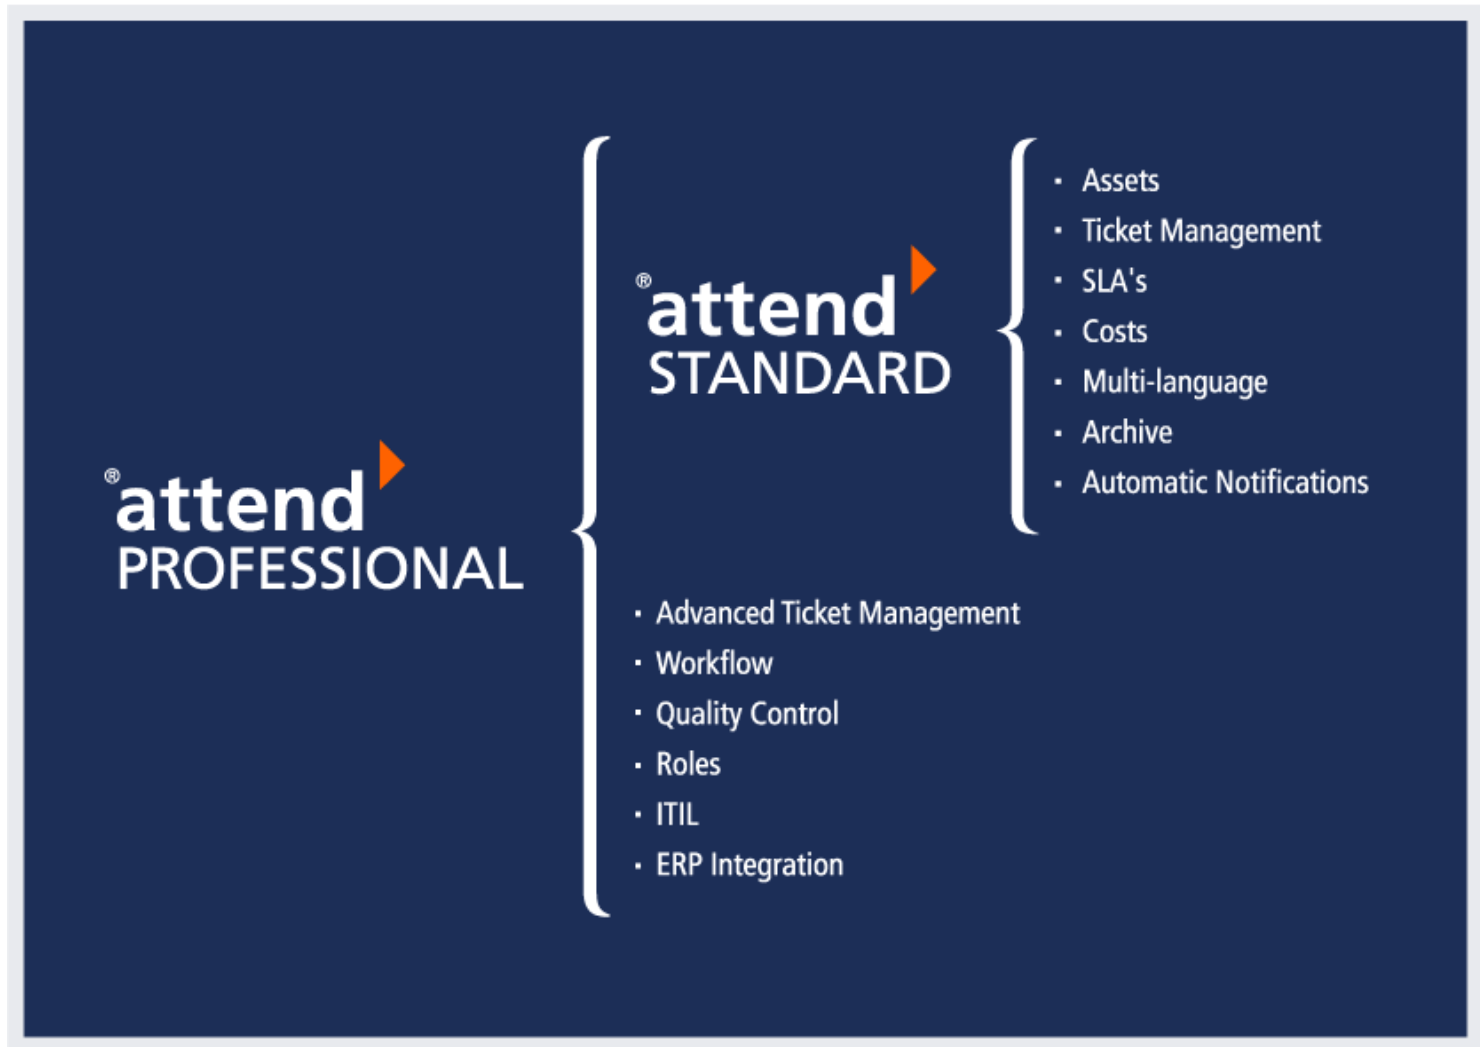 ®attend
PROFESSIONAL
®attend
STANDARD
· Assets
· Ticket Management
· SLA's
· Costs
· Multi-language
· Archive
· Automatic Notifications
· Advanced Ticket Management
· Workflow
· Quality Control
· Roles
· ITIL
· ERP Integration